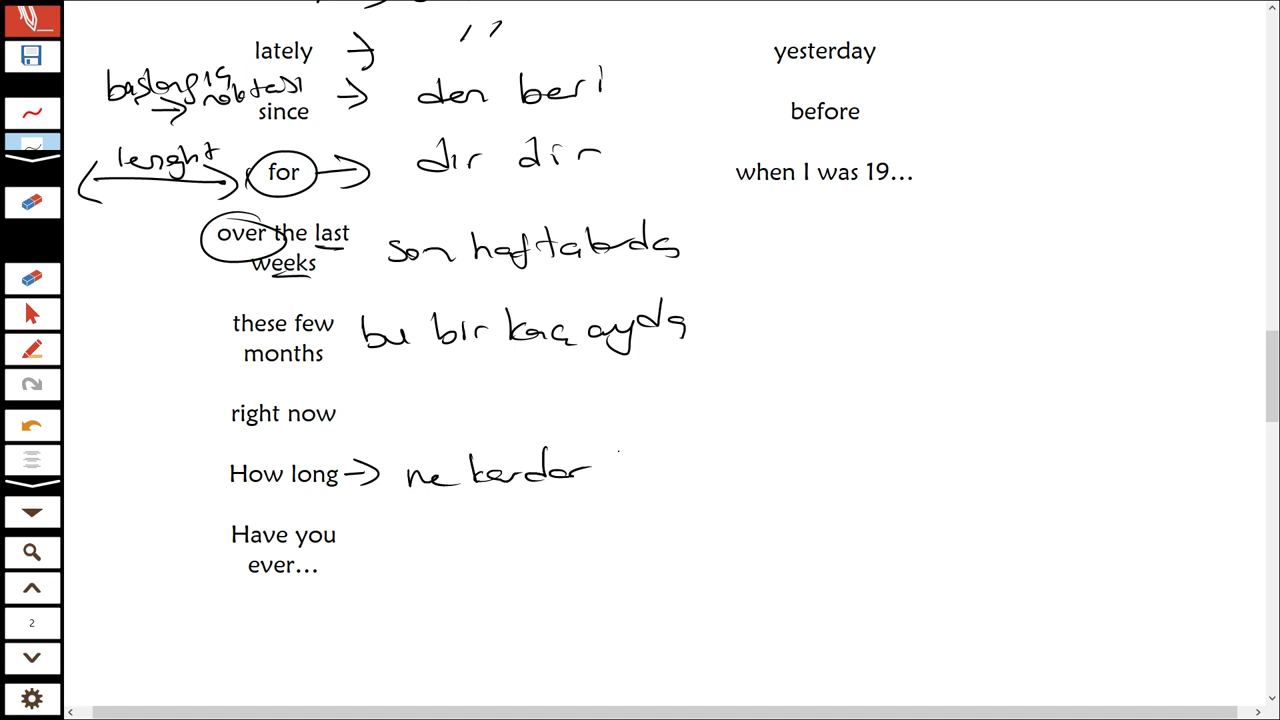 lately → ,,
yesterday
başlangıç
→ noktası
since → den beri
before
lenght
for → dır dir
when I was 19...
over the last
weeks
son haftalarda
these few
months
bu bir kaç ayda
right now
How long → ne kardar
Have you
ever...
2